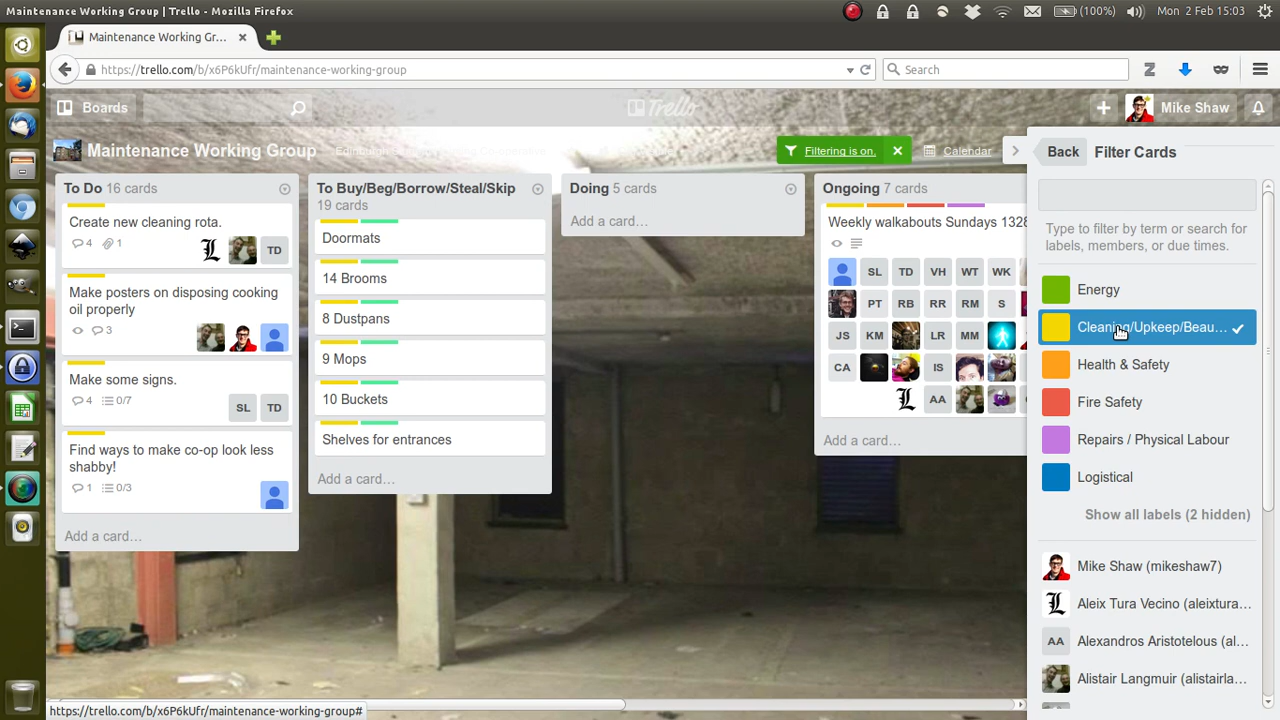 Maintenance Working Group | Trello - Mozilla Firefox
(100%)
Mon 2 Feb 15:03
Maintenance Working Gr...
https://trello.com/b/x6P6kUfr/maintenance-working-group
Search
Boards
Trello
Mike Shaw
Maintenance Working Group
Filtering is on.
Calendar
Back
Filter Cards
To Do 16 cards
Create new cleaning rota.
4 1
TD
Make posters on disposing cooking
oil properly
3
Make some signs.
4 0/7
SL TD
Find ways to make co-op look less
shabby!
1 0/3
Add a card…
To Buy/Beg/Borrow/Steal/Skip
19 cards
Doormats
14 Brooms
8 Dustpans
9 Mops
10 Buckets
Shelves for entrances
Add a card…
Doing 5 cards
Add a card…
Ongoing 7 cards
Weekly walkabouts Sundays 1328
SL TD VH WT WK
PT RB RR RM S
JS KM LR MM
CA IS
AA
Add a card…
Type to filter by term or search for
labels, members, or due times.
Energy
Cleaning/Upkeep/Beau...
Health & Safety
Fire Safety
Repairs / Physical Labour
Logistical
Show all labels (2 hidden)
Mike Shaw (mikeshaw7)
Aleix Tura Vecino (aleixtura…
AA Alexandros Aristotelous (al…
Alistair Langmuir (alistairla…
https://trello.com/b/x6P6kUfr/maintenance-working-group#